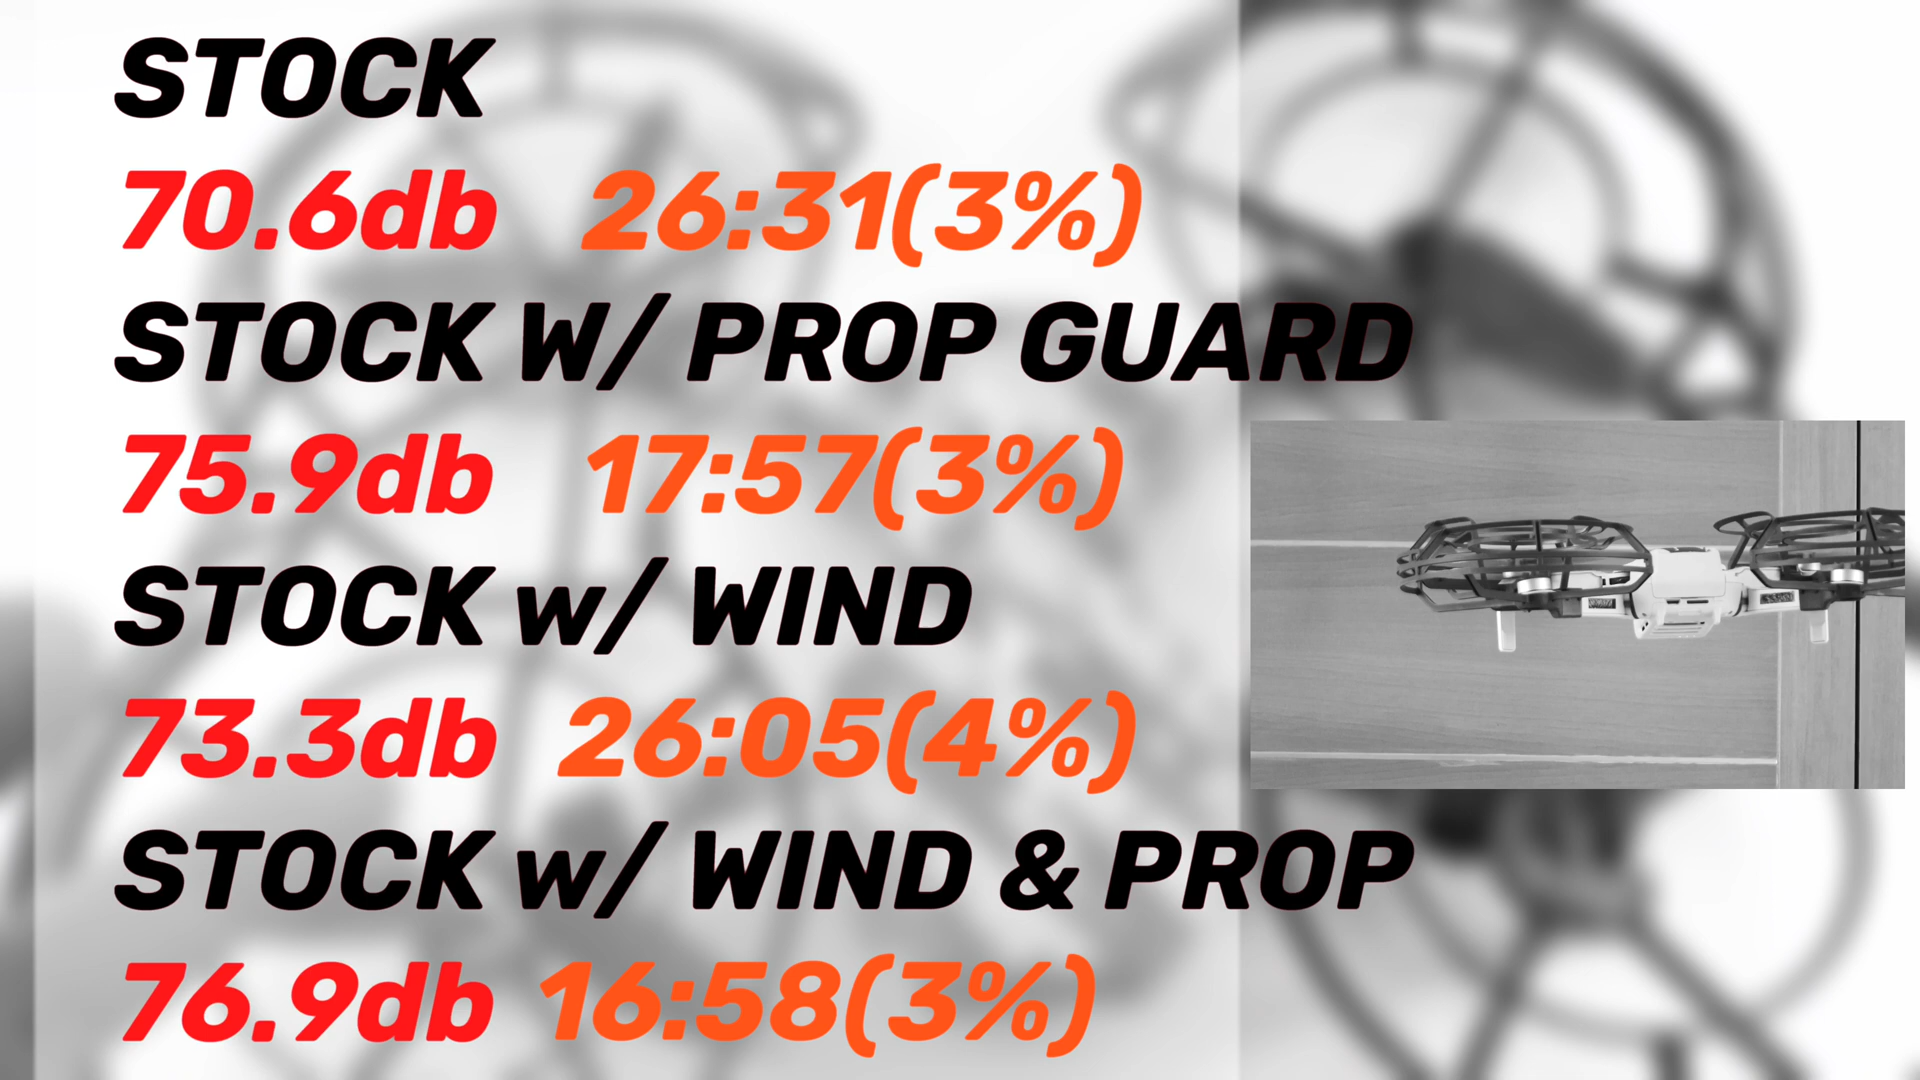 STOCK
70.6db 26:31(3%)
STOCK W/ PROP GUARD
75.9db 17:57(3%)
STOCK w/ WIND
73.3db 26:05(4%)
STOCK w/ WIND & PROP
76.9db 16:58(3%)